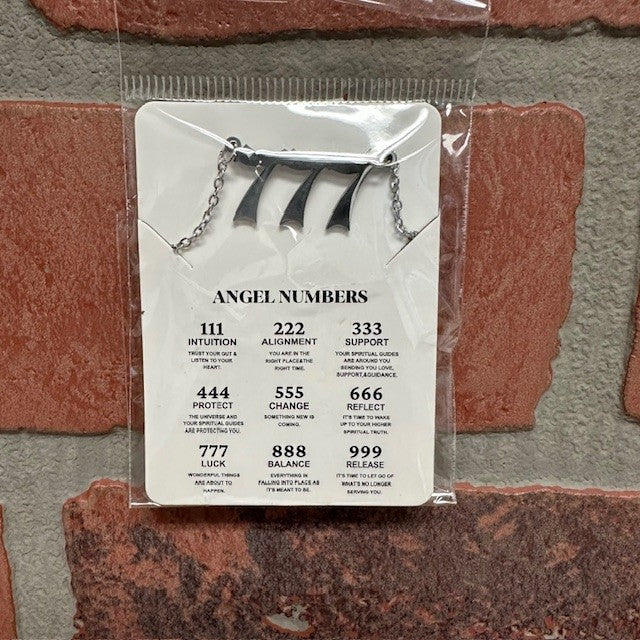 777
ANGEL NUMBERS
111 222 333
INTUITION ALIGNMENT SUPPORT
TRUST YOUR GUT & YOU ARE IN THE YOUR SPIRITUAL GUIDES
LISTEN TO YOUR RIGHT PLACE&THE ARE AROUND YOU
HEART. RIGHT TIME. SENDING YOU LOVE,
SUPPORT,&GUIDANCE.
444 555 666
PROTECT CHANGE REFLECT
THE UNIVERSE AND SOMETHING NEW IS IT'S TIME TO WAKE
YOUR SPIRITUAL GUIDES COMING. UP TO YOUR HIGHER
ARE PROTECTING YOU. SPIRITUAL TRUTH.
777 888 999
LUCK BALANCE RELEASE
WONDERFUL THINGS EVERYTHING IN IT'S TIME TO LET GO OF
ARE ABOUT TO FALLING INTO PLACE AS WHAT'S NO LONGER
HAPPEN. IT'S MEANT TO BE. SERVING YOU.